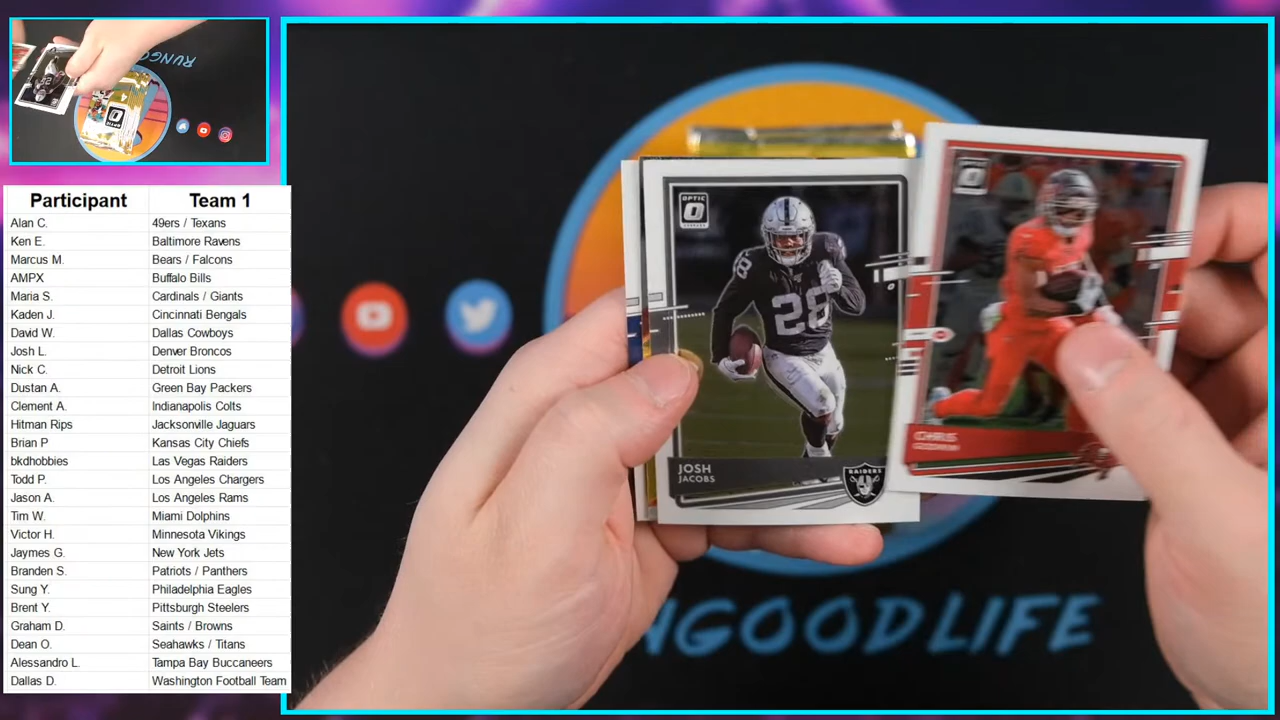 RUNGOODLIFE
Participant Team 1
Alan C. 49ers / Texans
Ken E. Baltimore Ravens
Marcus M. Bears / Falcons
AMPX Buffalo Bills
Maria S. Cardinals / Giants
Kaden J. Cincinnati Bengals
David W. Dallas Cowboys
Josh L. Denver Broncos
Nick C. Detroit Lions
Dustan A. Green Bay Packers
Clement A. Indianapolis Colts
Hitman Rips Jacksonville Jaguars
Brian P Kansas City Chiefs
bkdhobbies Las Vegas Raiders
Todd P. Los Angeles Chargers
Jason A. Los Angeles Rams
Tim W. Miami Dolphins
Victor H. Minnesota Vikings
Jaymes G. New York Jets
Branden S. Patriots / Panthers
Sung Y. Philadelphia Eagles
Brent Y. Pittsburgh Steelers
Graham D. Saints / Browns
Dean O. Seahawks / Titans
Alessandro L. Tampa Bay Buccaneers
Dallas D. Washington Football Team
OPTIC
28
JOSH
JACOBS
RAIDERS
CHRIS
NGOODLIFE